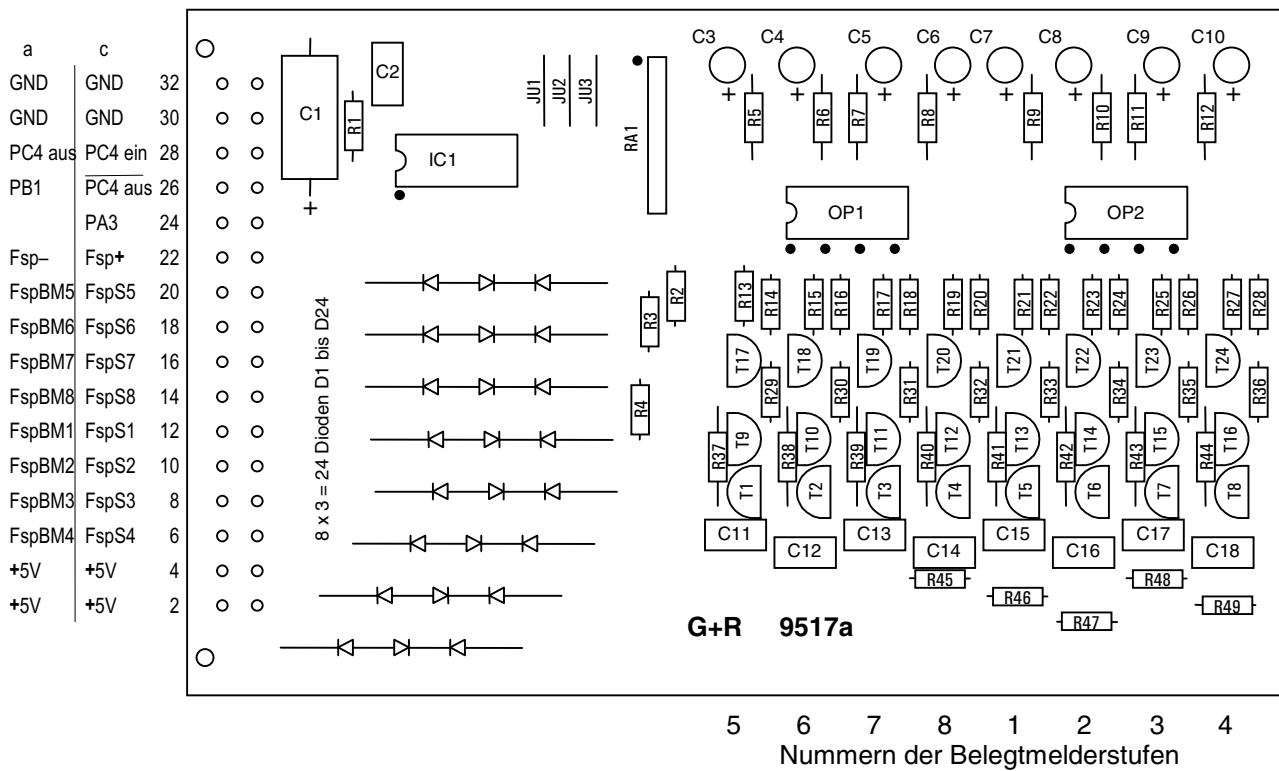 a c
GND GND 32
GND GND 30
PC4 aus PC4 ein 28
PB1 PC4 aus 26
PA3 24
Fsp– Fsp+ 22
FspBM5 FspS5 20
FspBM6 FspS6 18
FspBM7 FspS7 16
FspBM8 FspS8 14
FspBM1 FspS1 12
FspBM2 FspS2 10
FspBM3 FspS3 8
FspBM4 FspS4 6
+5V +5V 4
+5V +5V 2
C1
+
R1
C2
IC1
JU1 JU2 JU3
RA1
8 x 3 = 24 Dioden D1 bis D24
R2
R3
R4
C3 C4 C5 C6 C7 C8 C9 C10
+ + + + + + + +
R5 R6 R7 R8 R9 R10 R11 R12
OP1 OP2
R13 R14 R15 R16 R17 R18 R19 R20 R21 R22 R23 R24 R25 R26 R27 R28
T17 T18 T19 T20 T21 T22 T23 T24
R29 R30 R31 R32 R33 R34 R35 R36
R37 T9 R38 T10 R39 T11 R40 T12 R41 T13 R42 T14 R43 T15 R44 T16
T1 T2 T3 T4 T5 T6 T7 T8
C11 C12 C13 C14 C15 C16 C17 C18
R45 R46 R47 R48 R49
G+R 9517a
5 6 7 8 1 2 3 4
Nummern der Belegtmelderstufen